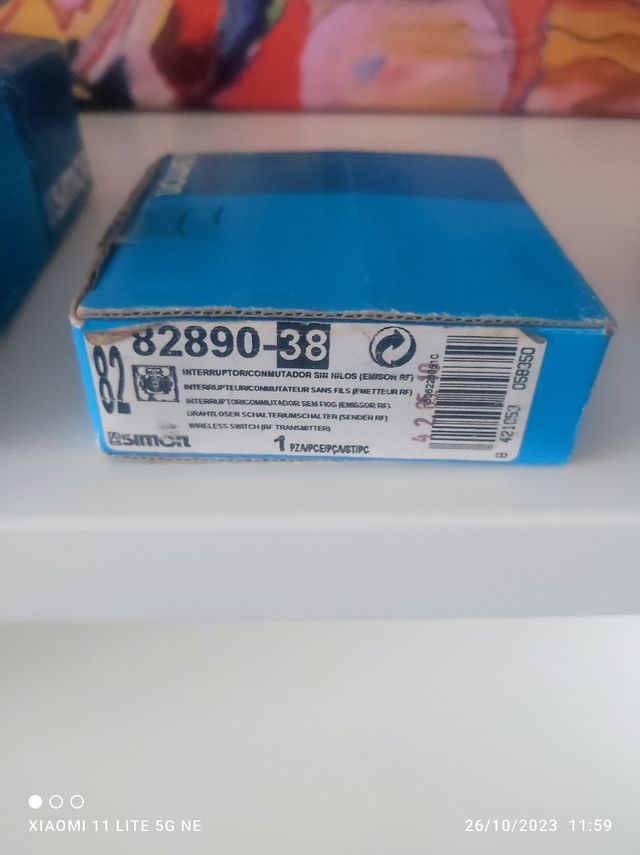 82890-38
82
INTERRUPTOR/CONMUTADOR SIN HILOS (EMISOR RF)
INTERRUPTEUR/CONMUTATEUR SANS FILS (EMETTEUR RF)
INTERRUPTOR/COMMUTADOR SEM FIOS (EMISSOR RF)
DRAHTLOSER SCHALTER/UMSCHALTER (SENDER RF)
WIRELESS SWITCH (RF TRANSMITTER)
simon
1 PZA/PCE/PÇA/ST/PC
8 421053 058350
XIAOMI 11 LITE 5G NE
26/10/2023 11:59